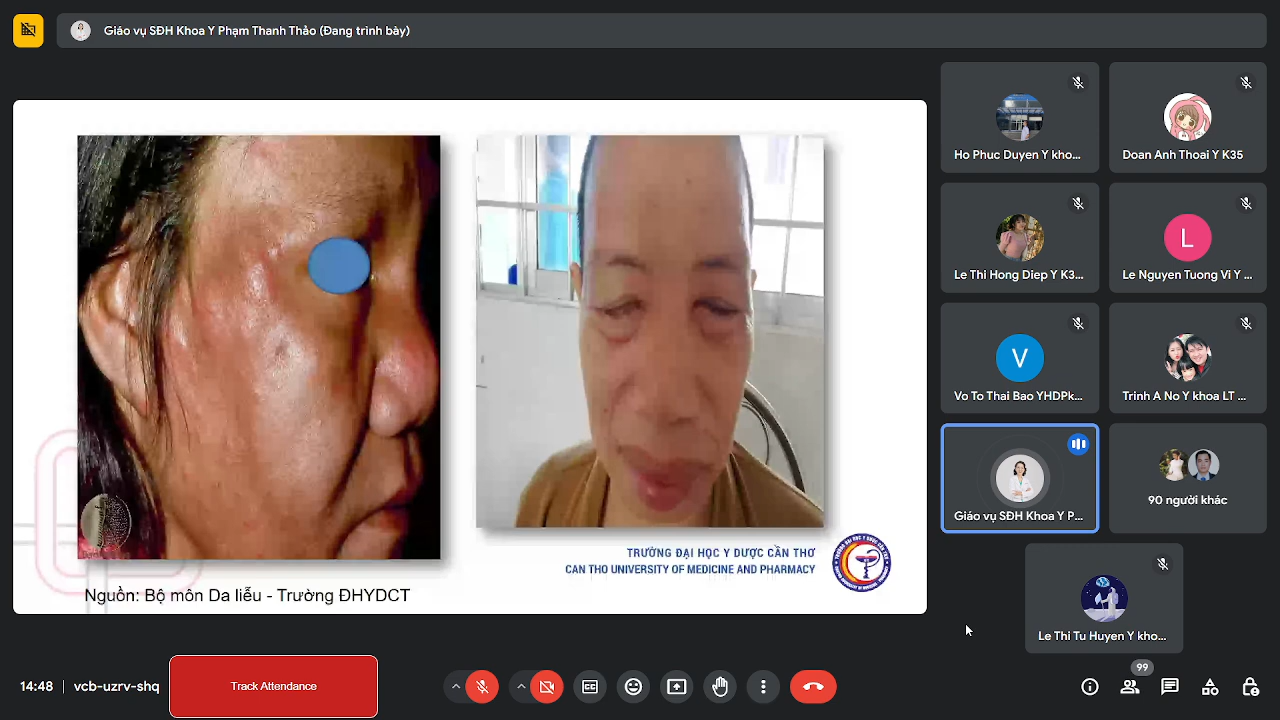 Giáo vụ SĐH Khoa Y Phạm Thanh Thảo (Đang trình bày)
Ho Phuc Duyen Y kho...
Doan Anh Thoai Y K35
Le Thi Hong Diep Y K3...
L
Le Nguyen Tuong Vi Y ...
V
Vo To Thai Bao YHDPk...
Trinh A No Y khoa LT ...
Giáo vụ SĐH Khoa Y P...
90 người khác
Le Thi Tu Huyen Y kho...
TRƯỜNG ĐẠI HỌC Y DƯỢC CẦN THƠ
CAN THO UNIVERSITY OF MEDICINE AND PHARMACY
Nguồn: Bộ môn Da liễu - Trường ĐHYDCT
14:48 | vcb-uzrv-shq
Track Attendance
99